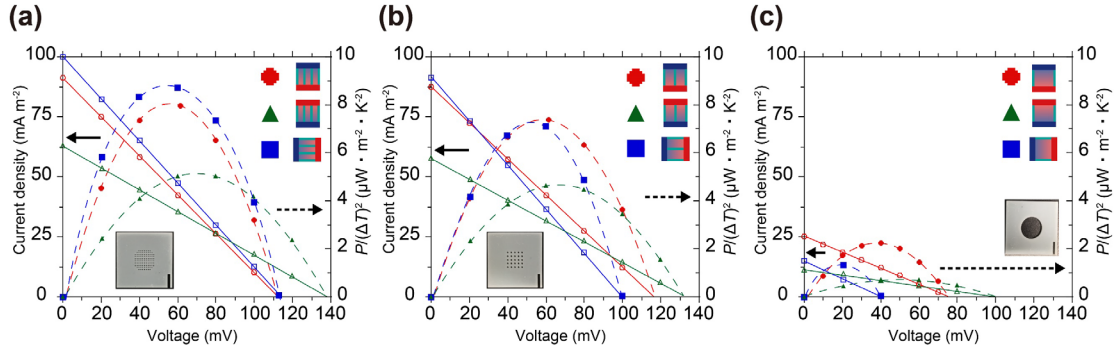 (a)
100
75
50
25
0
Current density (mA m⁻²)
0 20 40 60 80 100 120 140
Voltage (mV)
10
8
6
4
2
0
P/(ΔT)² (μW・m⁻²・K⁻²)
(b)
100
75
50
25
0
Current density (mA m⁻²)
0 20 40 60 80 100 120 140
Voltage (mV)
10
8
6
4
2
0
P/(ΔT)² (μW・m⁻²・K⁻²)
(c)
100
75
50
25
0
Current density (mA m⁻²)
0 20 40 60 80 100 120 140
Voltage (mV)
10
8
6
4
2
0
P/(ΔT)² (μW・m⁻²・K⁻²)